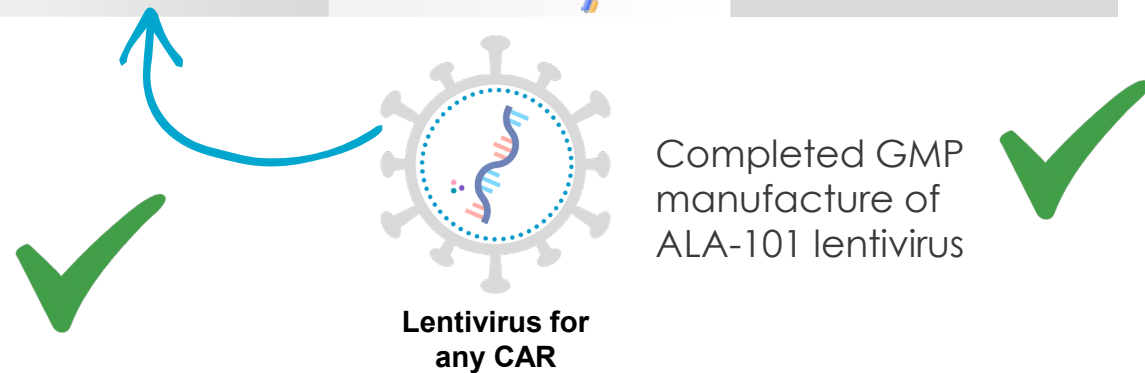 Completed GMP
manufacture of
ALA-101 lentivirus
Lentivirus for
any CAR